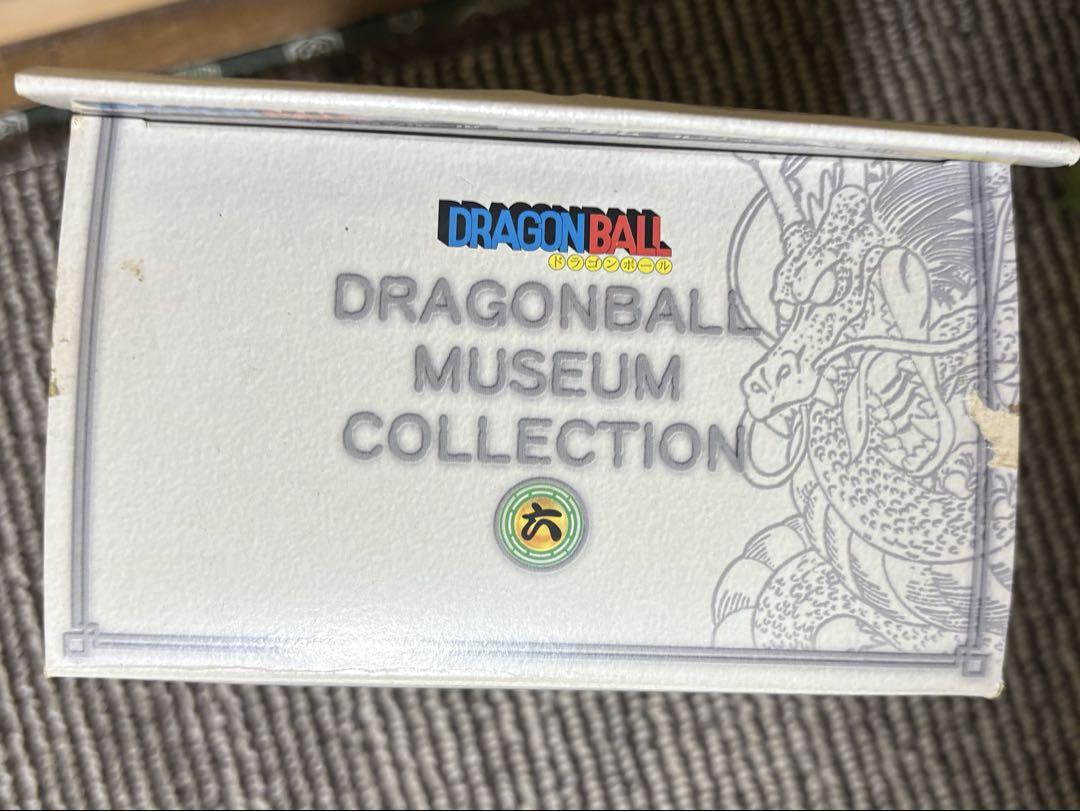 DRAGONBALL
ドラゴンボール
DRAGONBALL
MUSEUM
COLLECTION
六